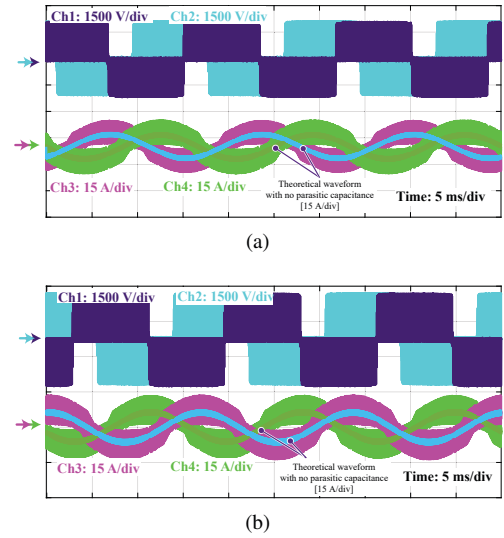 Ch1: 1500 V/div Ch2: 1500 V/div
Ch3: 15 A/div Ch4: 15 A/div
Theoretical waveform
with no parasitic capacitance
[15 A/div]
Time: 5 ms/div
(a)
Ch1: 1500 V/div Ch2: 1500 V/div
Ch3: 15 A/div Ch4: 15 A/div
Theoretical waveform
with no parasitic capacitance
[15 A/div]
Time: 5 ms/div
(b)